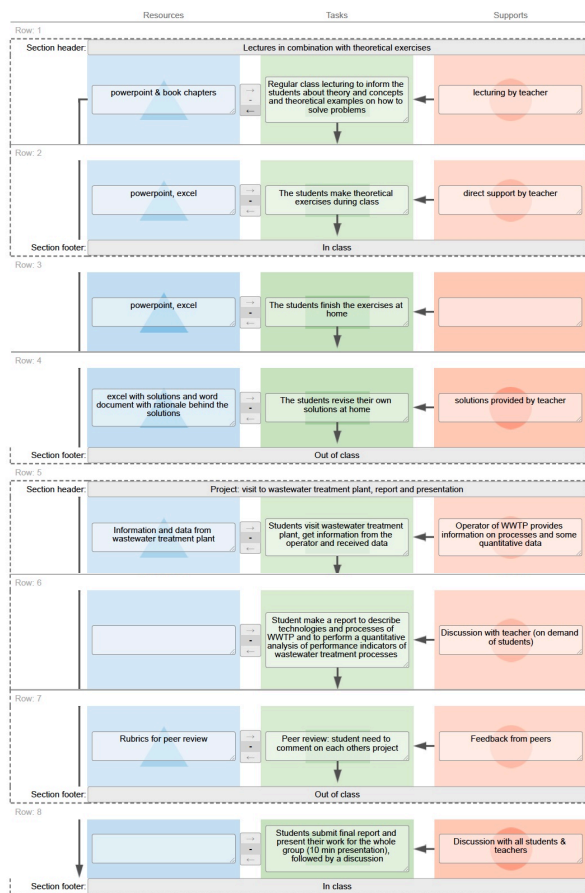 Resources Tasks Supports
Row: 1
Section header: Lectures in combination with theoretical exercises
powerpoint & book chapters
→
-
←
Regular class lecturing to inform the
students about theory and concepts
and theoretical examples on how to
solve problems
lecturing by teacher
Row: 2
powerpoint, excel
→
-
←
The students make theoretical
exercises during class
direct support by teacher
Section footer: In class
Row: 3
powerpoint, excel
→
-
←
The students finish the exercises at
home
Row: 4
excel with solutions and word
document with rationale behind the
solutions
→
-
←
The students revise their own
solutions at home
solutions provided by teacher
Section footer: Out of class
Row: 5
Section header: Project: visit to wastewater treatment plant, report and presentation
Information and data from
wastewater treatment plant
→
-
←
Students visit wastewater treatment
plant, get information from the
operator and received data
Operator of WWTP provides
information on processes and some
quantitative data
Row: 6
→
-
←
Student make a report to describe
technologies and processes of
WWTP and to perform a quantitative
analysis of performance indicators of
wastewater treatment processes
Discussion with teacher (on demand
of students)
Row: 7
Rubrics for peer review
→
-
←
Peer review: student need to
comment on each others project
Feedback from peers
Section footer: Out of class
Row: 8
→
-
←
Students submit final report and
present their work for the whole
group (10 min presentation),
followed by a discussion
Discussion with all students &
teachers
Section footer: In class